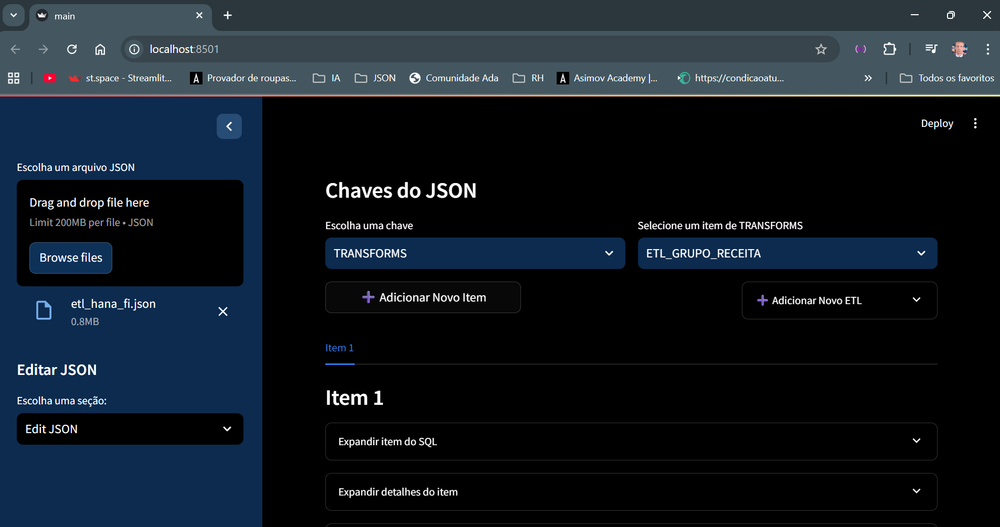 main
localhost:8501
st.space - Streamlit...
Provador de roupas...
IA
JSON
Comunidade Ada
RH
Asimov Academy |...
https://condicaoatu...
Todos os favoritos
Deploy
Escolha um arquivo JSON
Drag and drop file here
Limit 200MB per file • JSON
Browse files
etl_hana_fi.json
0.8MB
Editar JSON
Escolha uma seção:
Edit JSON
Chaves do JSON
Escolha uma chave
Selecione um item de TRANSFORMS
TRANSFORMS
ETL_GRUPO_RECEITA
Adicionar Novo Item
Adicionar Novo ETL
Item 1
Item 1
Expandir item do SQL
Expandir detalhes do item